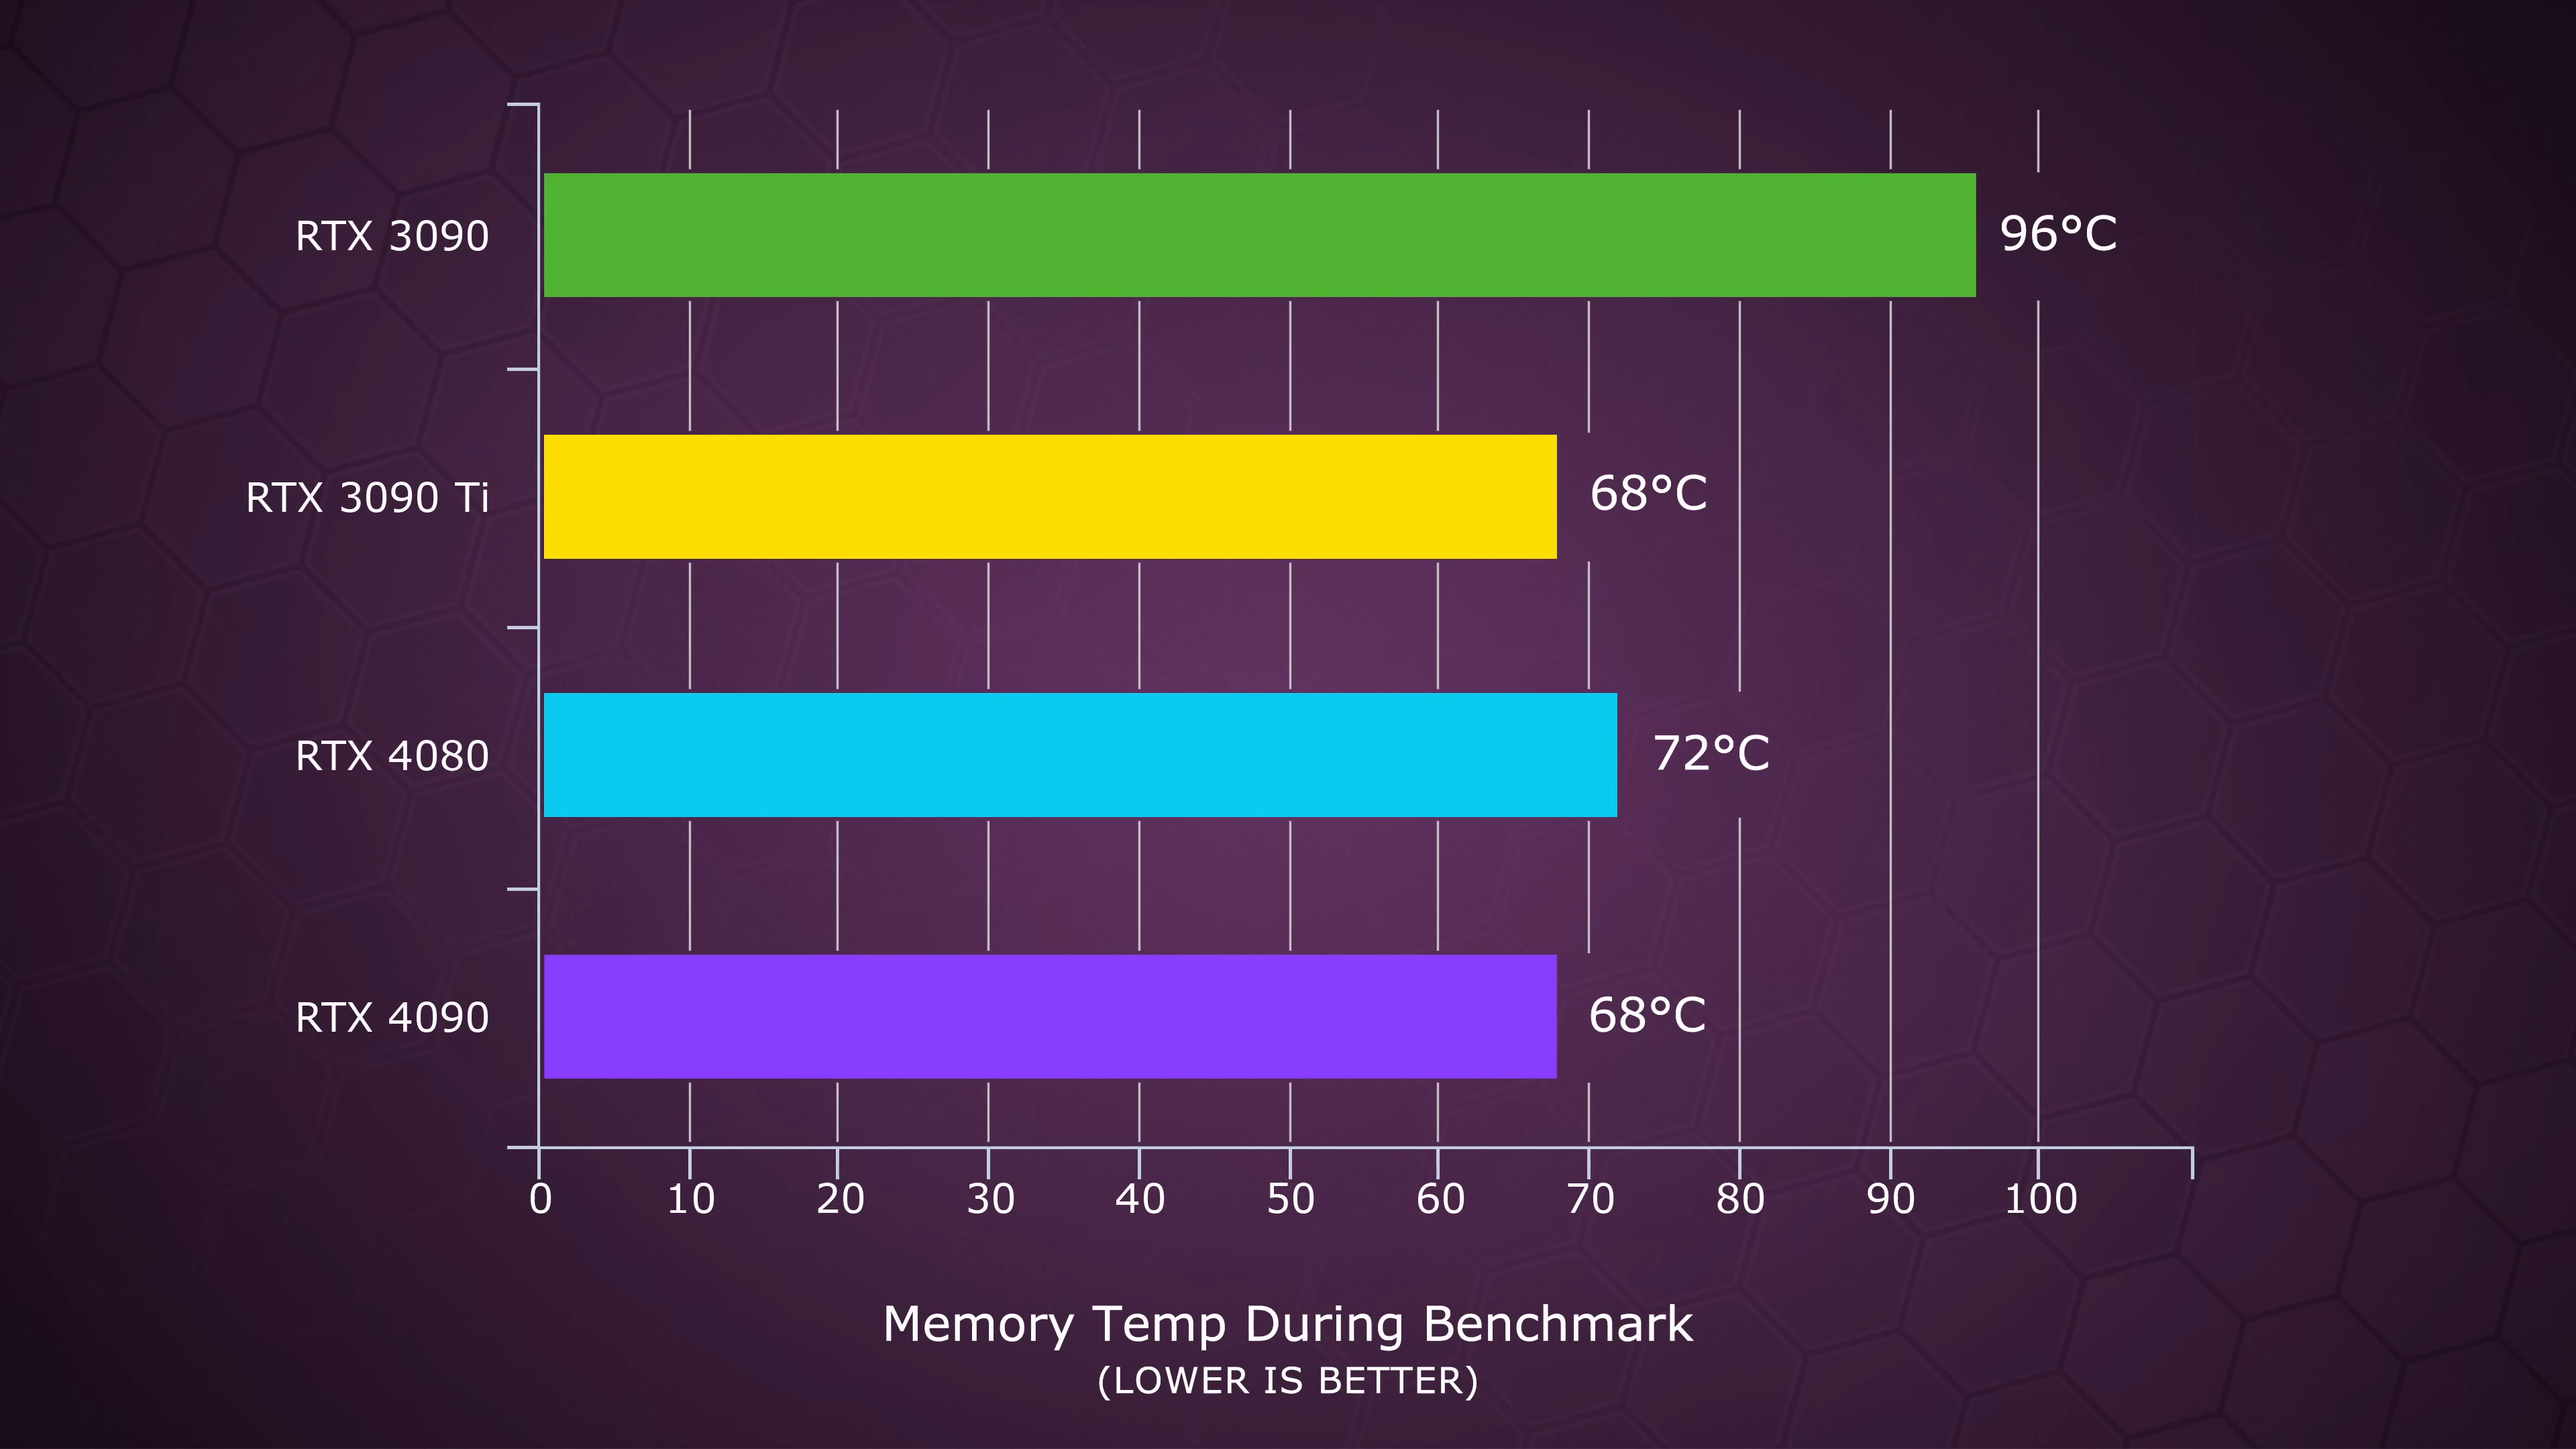 RTX 3090
96°C
RTX 3090 Ti
68°C
RTX 4080
72°C
RTX 4090
68°C
0 10 20 30 40 50 60 70 80 90 100
Memory Temp During Benchmark
(LOWER IS BETTER)